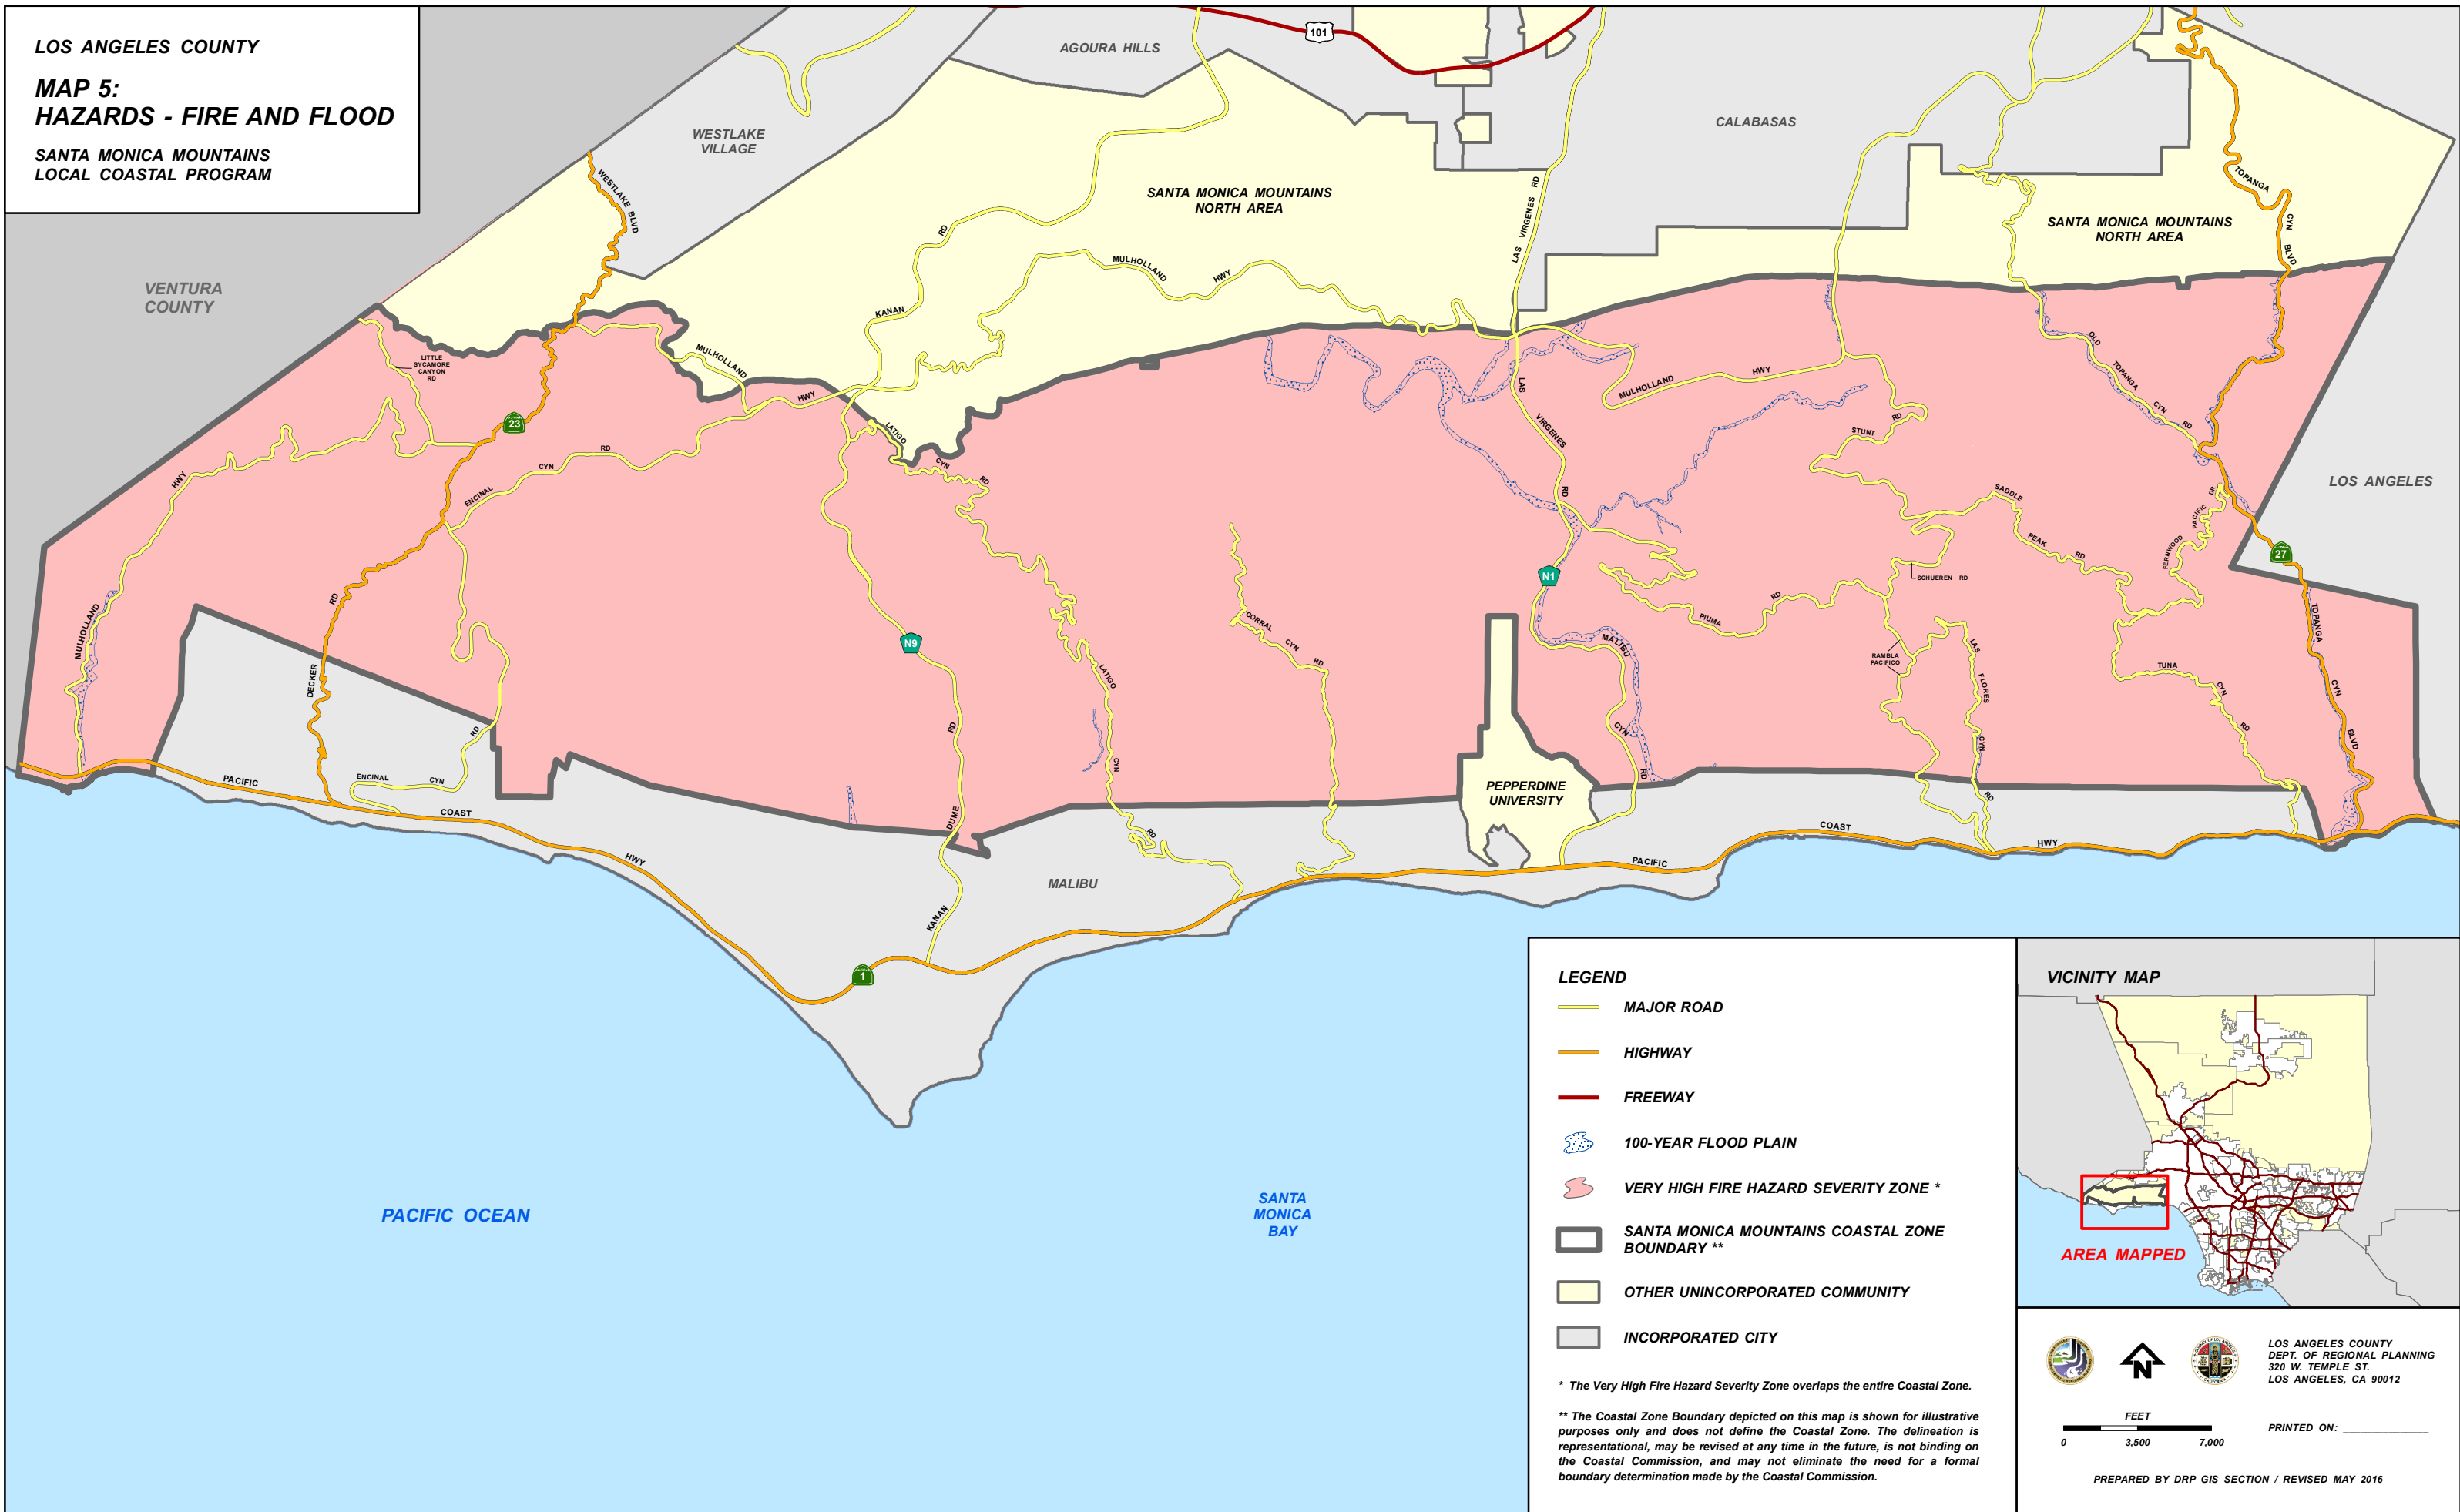 LOS ANGELES COUNTY
MAP 5:
HAZARDS - FIRE AND FLOOD
SANTA MONICA MOUNTAINS
LOCAL COASTAL PROGRAM
101
AGOURA HILLS
WESTLAKE
VILLAGE
CALABASAS
WESTLAKE BLVD
SANTA MONICA MOUNTAINS
NORTH AREA
LAS VIRGENES RD
TOPANGA
CYN
BLVD
SANTA MONICA MOUNTAINS
NORTH AREA
RD
MULHOLLAND
HWY
VENTURA
COUNTY
KANAN
LITTLE
SYCAMORE
CANYON
RD
MULHOLLAND
HWY
LAS
VIRGENES
RD
MULHOLLAND
HWY
OLD
TOPANGA
CYN
RD
23
LATIGO
CYN
RD
STUNT
RD
ENCINAL
CYN
RD
HWY
SADDLE
PEAK
RD
LOS ANGELES
FERNWOOD
PACIFIC
DR
27
N1
SCHUEREN RD
RD
MULHOLLAND
DECKER
N9
CORRAL
CYN
RD
PIUMA
RD
MALIBU
CYN
RD
RAMBLA
PACIFICO
LAS
FLORES
CYN
RD
TUNA
CYN
RD
TOPANGA
CYN
BLVD
LATIGO
CYN
RD
RD
DUME
KANAN
RD
ENCINAL
CYN
PACIFIC
COAST
HWY
PEPPERDINE
UNIVERSITY
MALIBU
PACIFIC
COAST
HWY
1
PACIFIC OCEAN
SANTA
MONICA
BAY
LEGEND
MAJOR ROAD
HIGHWAY
FREEWAY
100-YEAR FLOOD PLAIN
VERY HIGH FIRE HAZARD SEVERITY ZONE *
SANTA MONICA MOUNTAINS COASTAL ZONE
BOUNDARY **
OTHER UNINCORPORATED COMMUNITY
INCORPORATED CITY
* The Very High Fire Hazard Severity Zone overlaps the entire Coastal Zone.
** The Coastal Zone Boundary depicted on this map is shown for illustrative
purposes only and does not define the Coastal Zone. The delineation is
representational, may be revised at any time in the future, is not binding on
the Coastal Commission, and may not eliminate the need for a formal
boundary determination made by the Coastal Commission.
VICINITY MAP
AREA MAPPED
N
LOS ANGELES COUNTY
DEPT. OF REGIONAL PLANNING
320 W. TEMPLE ST.
LOS ANGELES, CA 90012
FEET
0 3,500 7,000
PRINTED ON: ______________
PREPARED BY DRP GIS SECTION / REVISED MAY 2016